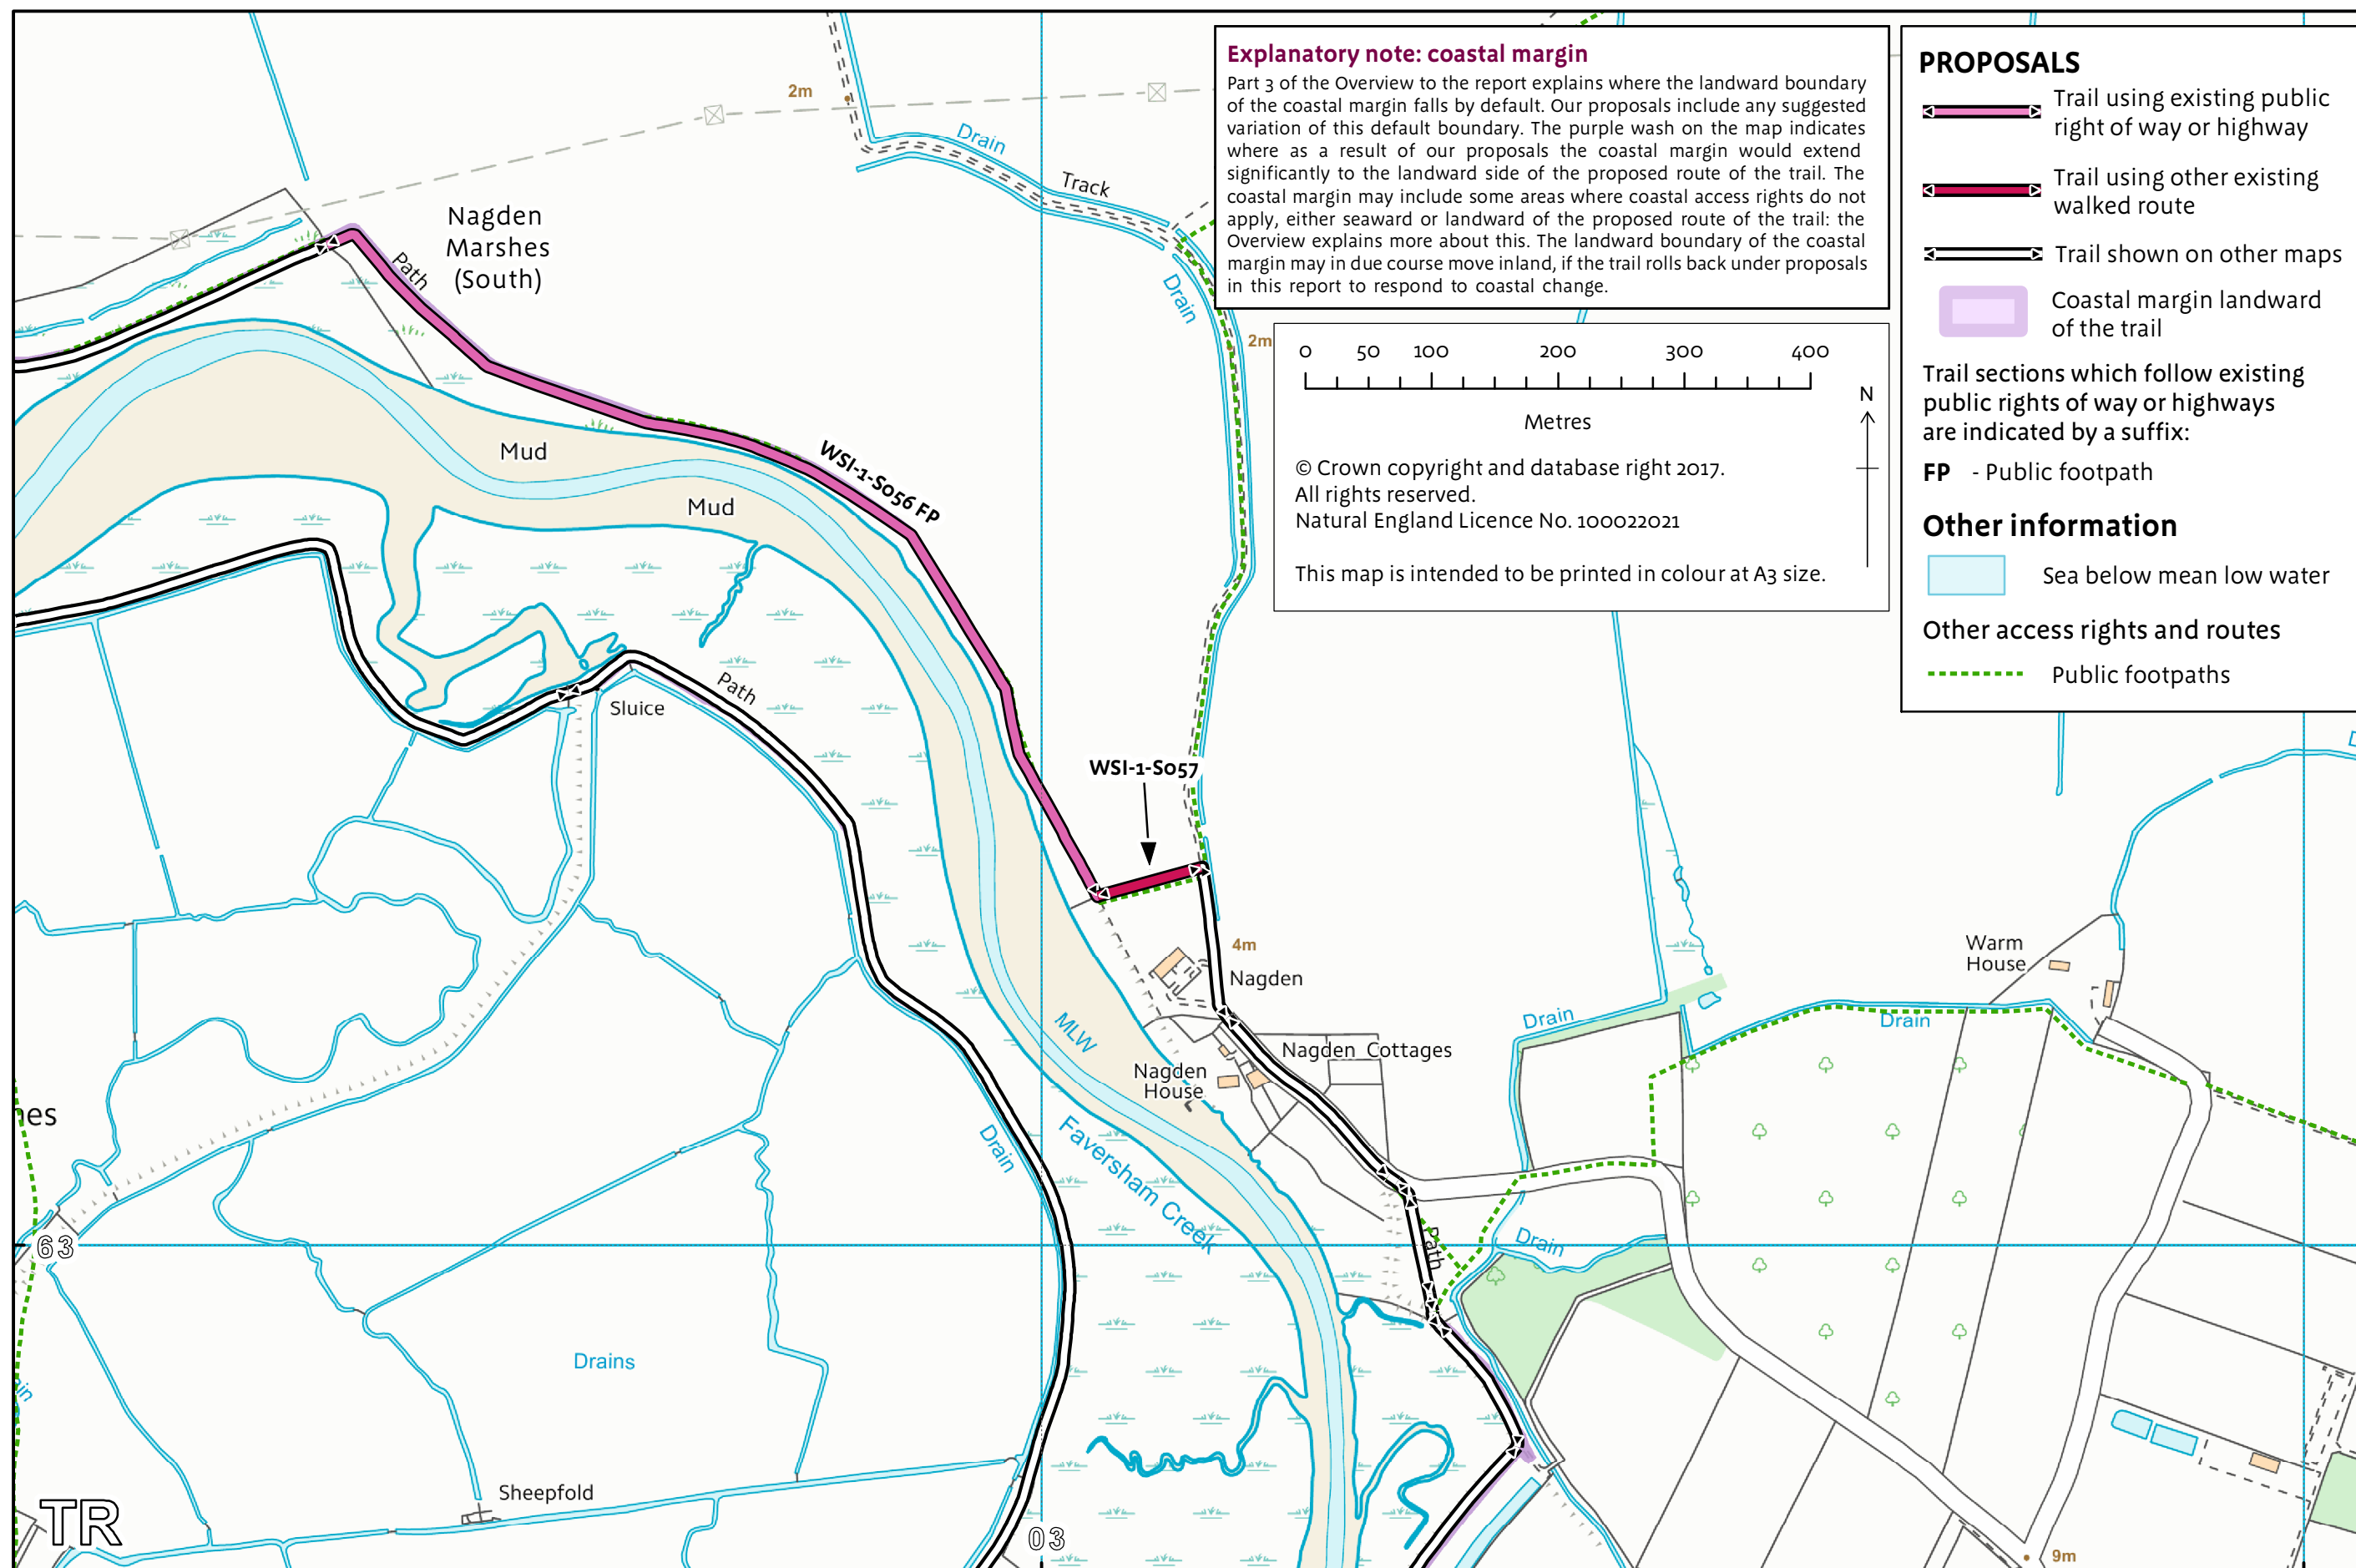 Explanatory note: coastal margin
Part 3 of the Overview to the report explains where the landward boundary
of the coastal margin falls by default. Our proposals include any suggested
variation of this default boundary. The purple wash on the map indicates
where as a result of our proposals the coastal margin would extend
significantly to the landward side of the proposed route of the trail. The
coastal margin may include some areas where coastal access rights do not
apply, either seaward or landward of the proposed route of the trail: the
Overview explains more about this. The landward boundary of the coastal
margin may in due course move inland, if the trail rolls back under proposals
in this report to respond to coastal change.
PROPOSALS
Trail using existing public
right of way or highway
Trail using other existing
walked route
Trail shown on other maps
Coastal margin landward
of the trail
Trail sections which follow existing
public rights of way or highways
are indicated by a suffix:
FP - Public footpath
Other information
Sea below mean low water
Other access rights and routes
Public footpaths
0 50 100 200 300 400
Metres
N
© Crown copyright and database right 2017.
All rights reserved.
Natural England Licence No. 100022021
This map is intended to be printed in colour at A3 size.
2m
Drain
Track
Nagden
Marshes
(South)
Path
Drain
2m
Mud
WSI-1-S056 FP
Mud
Path
Sluice
WSI-1-S057
4m
Nagden
Warm
House
Drain
Drain
MLW
Nagden Cottages
Nagden
House
Drain
Faversham Creek
Path
Drain
63
Drains
Sheepfold
TR
03
9m